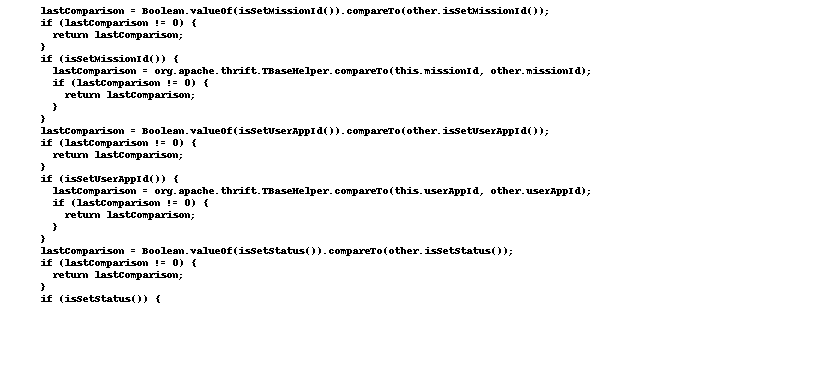 lastComparison = Boolean.valueOf(isSetMissionId()).compareTo(other.isSetMissionId());
if (lastComparison != 0) {
  return lastComparison;
}
if (isSetMissionId()) {
  lastComparison = org.apache.thrift.TBaseHelper.compareTo(this.missionId, other.missionId);
  if (lastComparison != 0) {
    return lastComparison;
  }
}
lastComparison = Boolean.valueOf(isSetUserAppId()).compareTo(other.isSetUserAppId());
if (lastComparison != 0) {
  return lastComparison;
}
if (isSetUserAppId()) {
  lastComparison = org.apache.thrift.TBaseHelper.compareTo(this.userAppId, other.userAppId);
  if (lastComparison != 0) {
    return lastComparison;
  }
}
lastComparison = Boolean.valueOf(isSetStatus()).compareTo(other.isSetStatus());
if (lastComparison != 0) {
  return lastComparison;
}
if (isSetStatus()) {